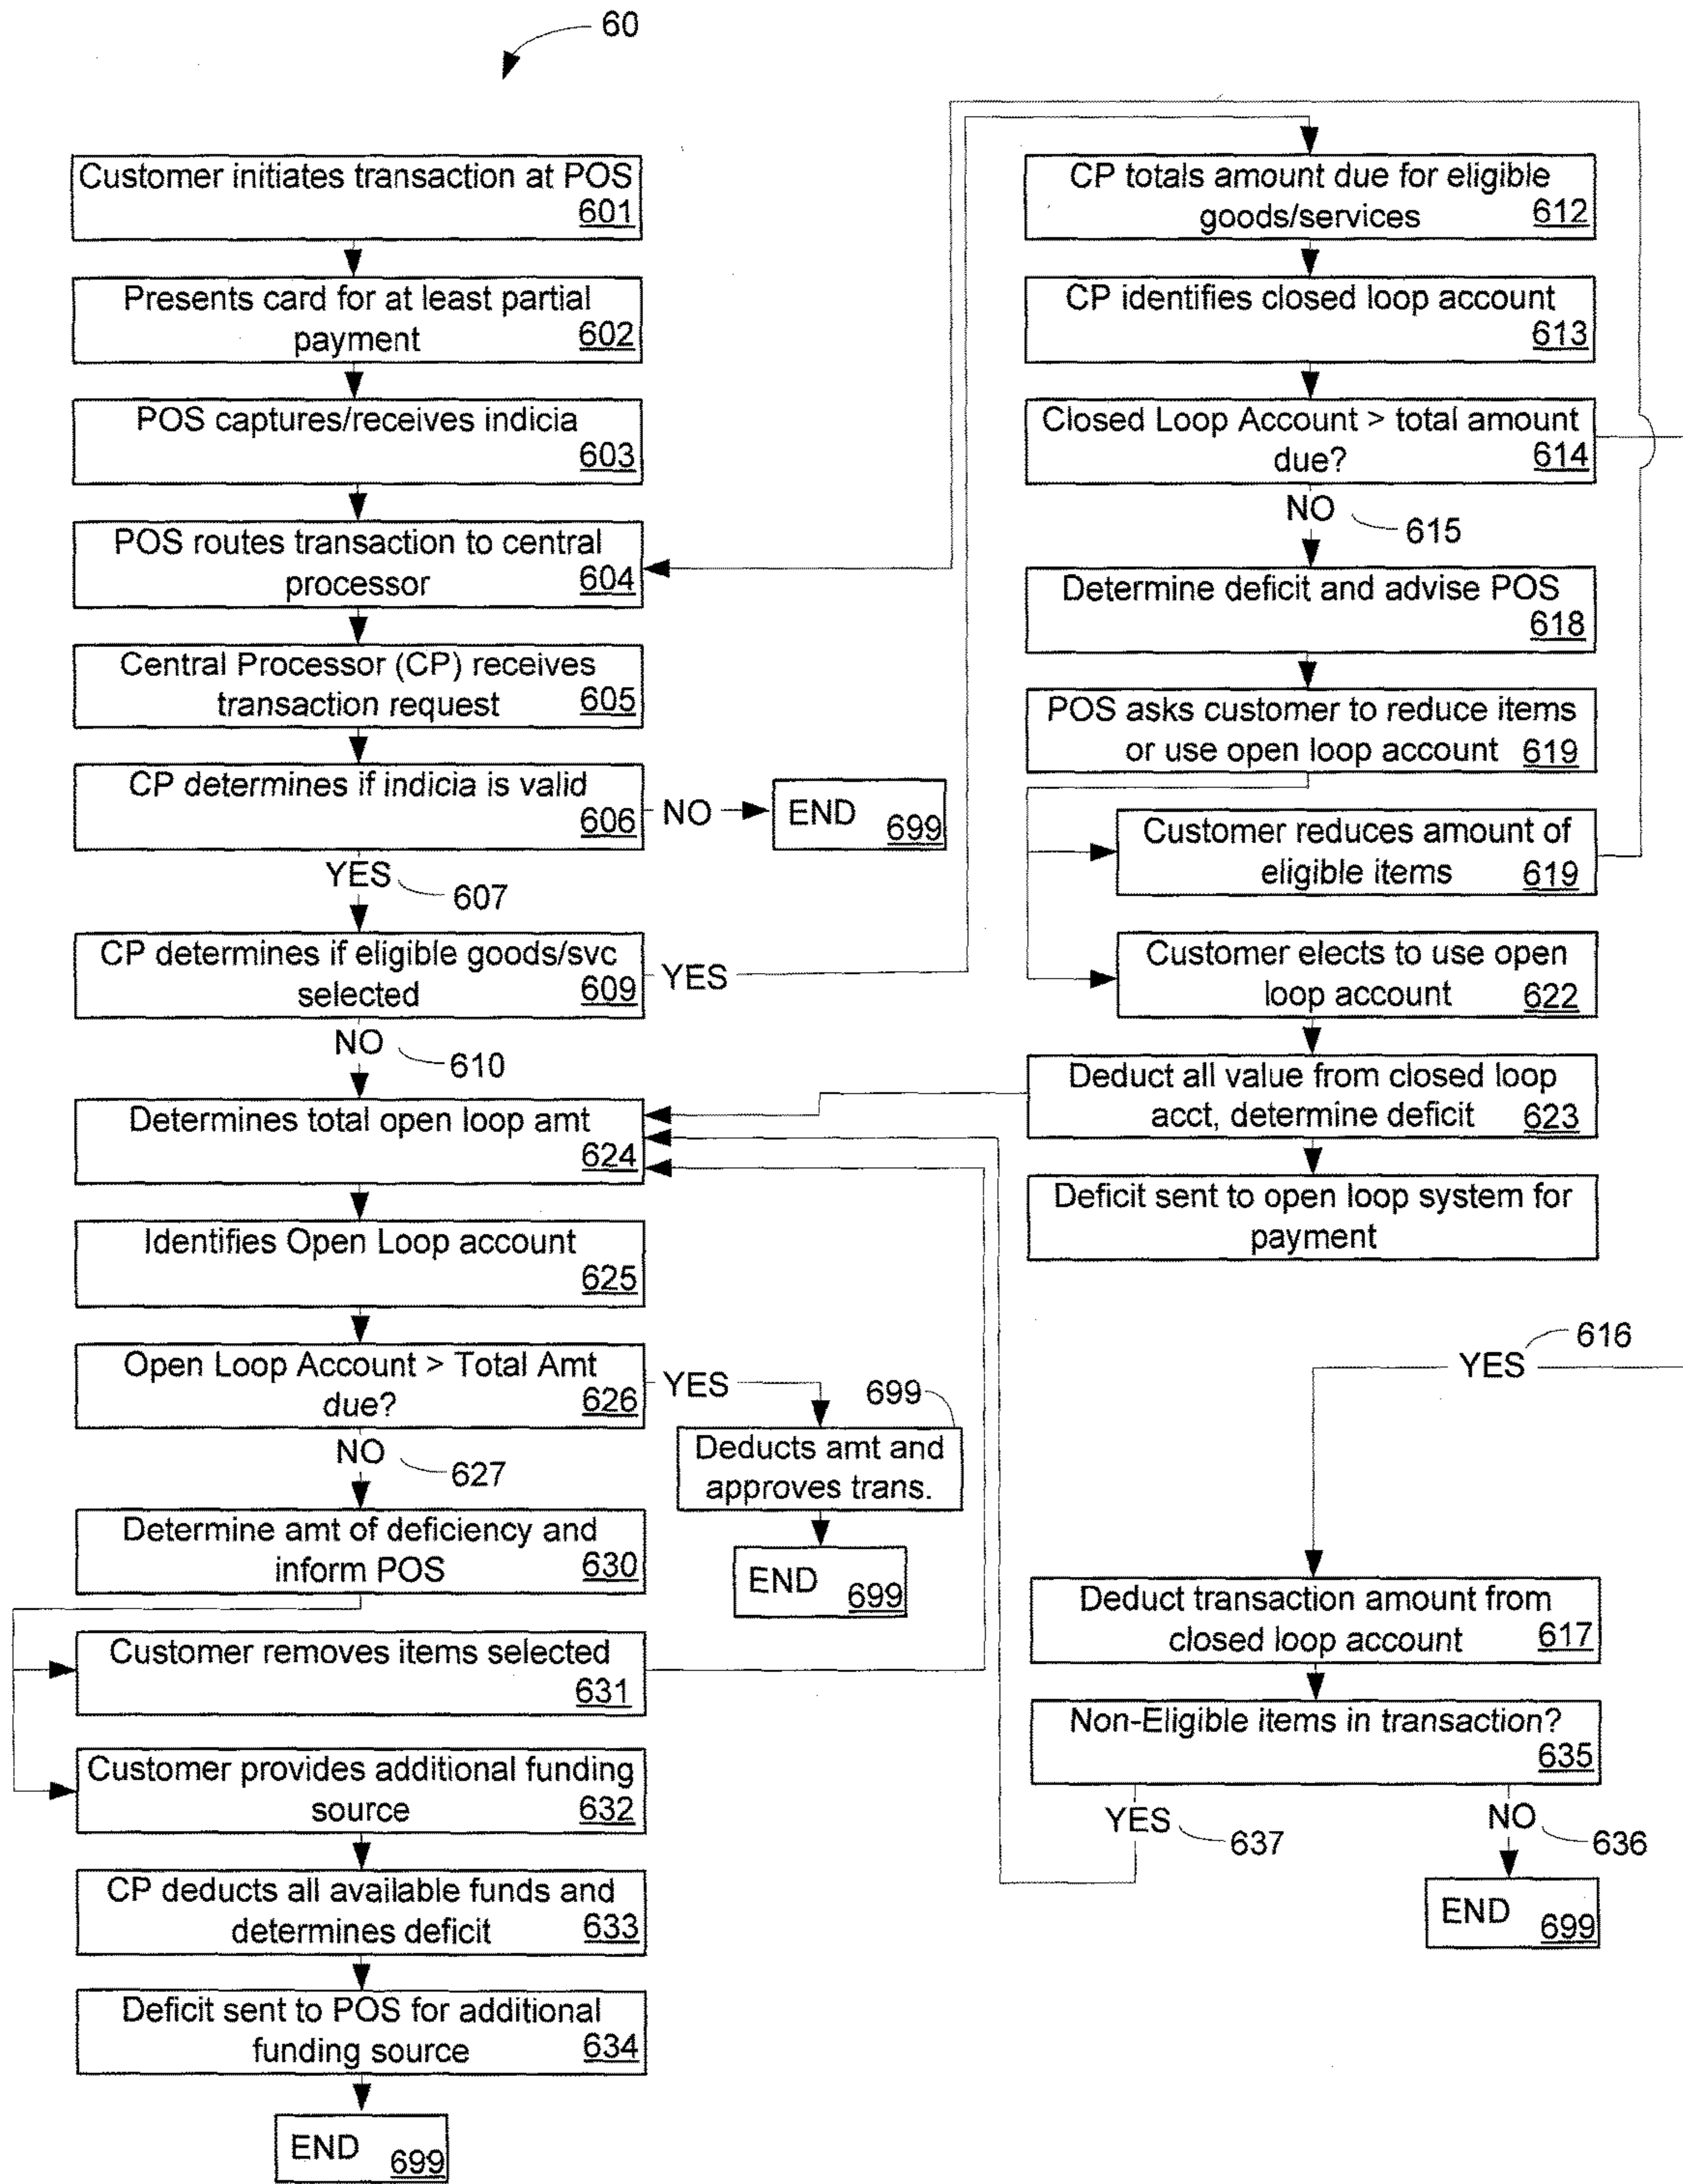 60
Customer initiates transaction at POS
601
Presents card for at least partial
payment 602
POS captures/receives indicia
603
POS routes transaction to central
processor 604
Central Processor (CP) receives
transaction request 605
CP determines if indicia is valid
606
NO
END 699
YES
607
CP determines if eligible goods/svc
selected 609
YES
NO
610
Determines total open loop amt
624
Identifies Open Loop account
625
Open Loop Account > Total Amt
due? 626
YES
699
Deducts amt and
approves trans.
END 699
NO
627
Determine amt of deficiency and
inform POS 630
Customer removes items selected
631
Customer provides additional funding
source 632
CP deducts all available funds and
determines deficit 633
Deficit sent to POS for additional
funding source 634
END 699
CP totals amount due for eligible
goods/services 612
CP identifies closed loop account
613
Closed Loop Account > total amount
due? 614
NO
615
Determine deficit and advise POS
618
POS asks customer to reduce items
or use open loop account 619
Customer reduces amount of
eligible items 619
Customer elects to use open
loop account 622
Deduct all value from closed loop
acct, determine deficit 623
Deficit sent to open loop system for
payment
616
YES
Deduct transaction amount from
closed loop account 617
Non-Eligible items in transaction?
635
YES
637
NO
636
END 699